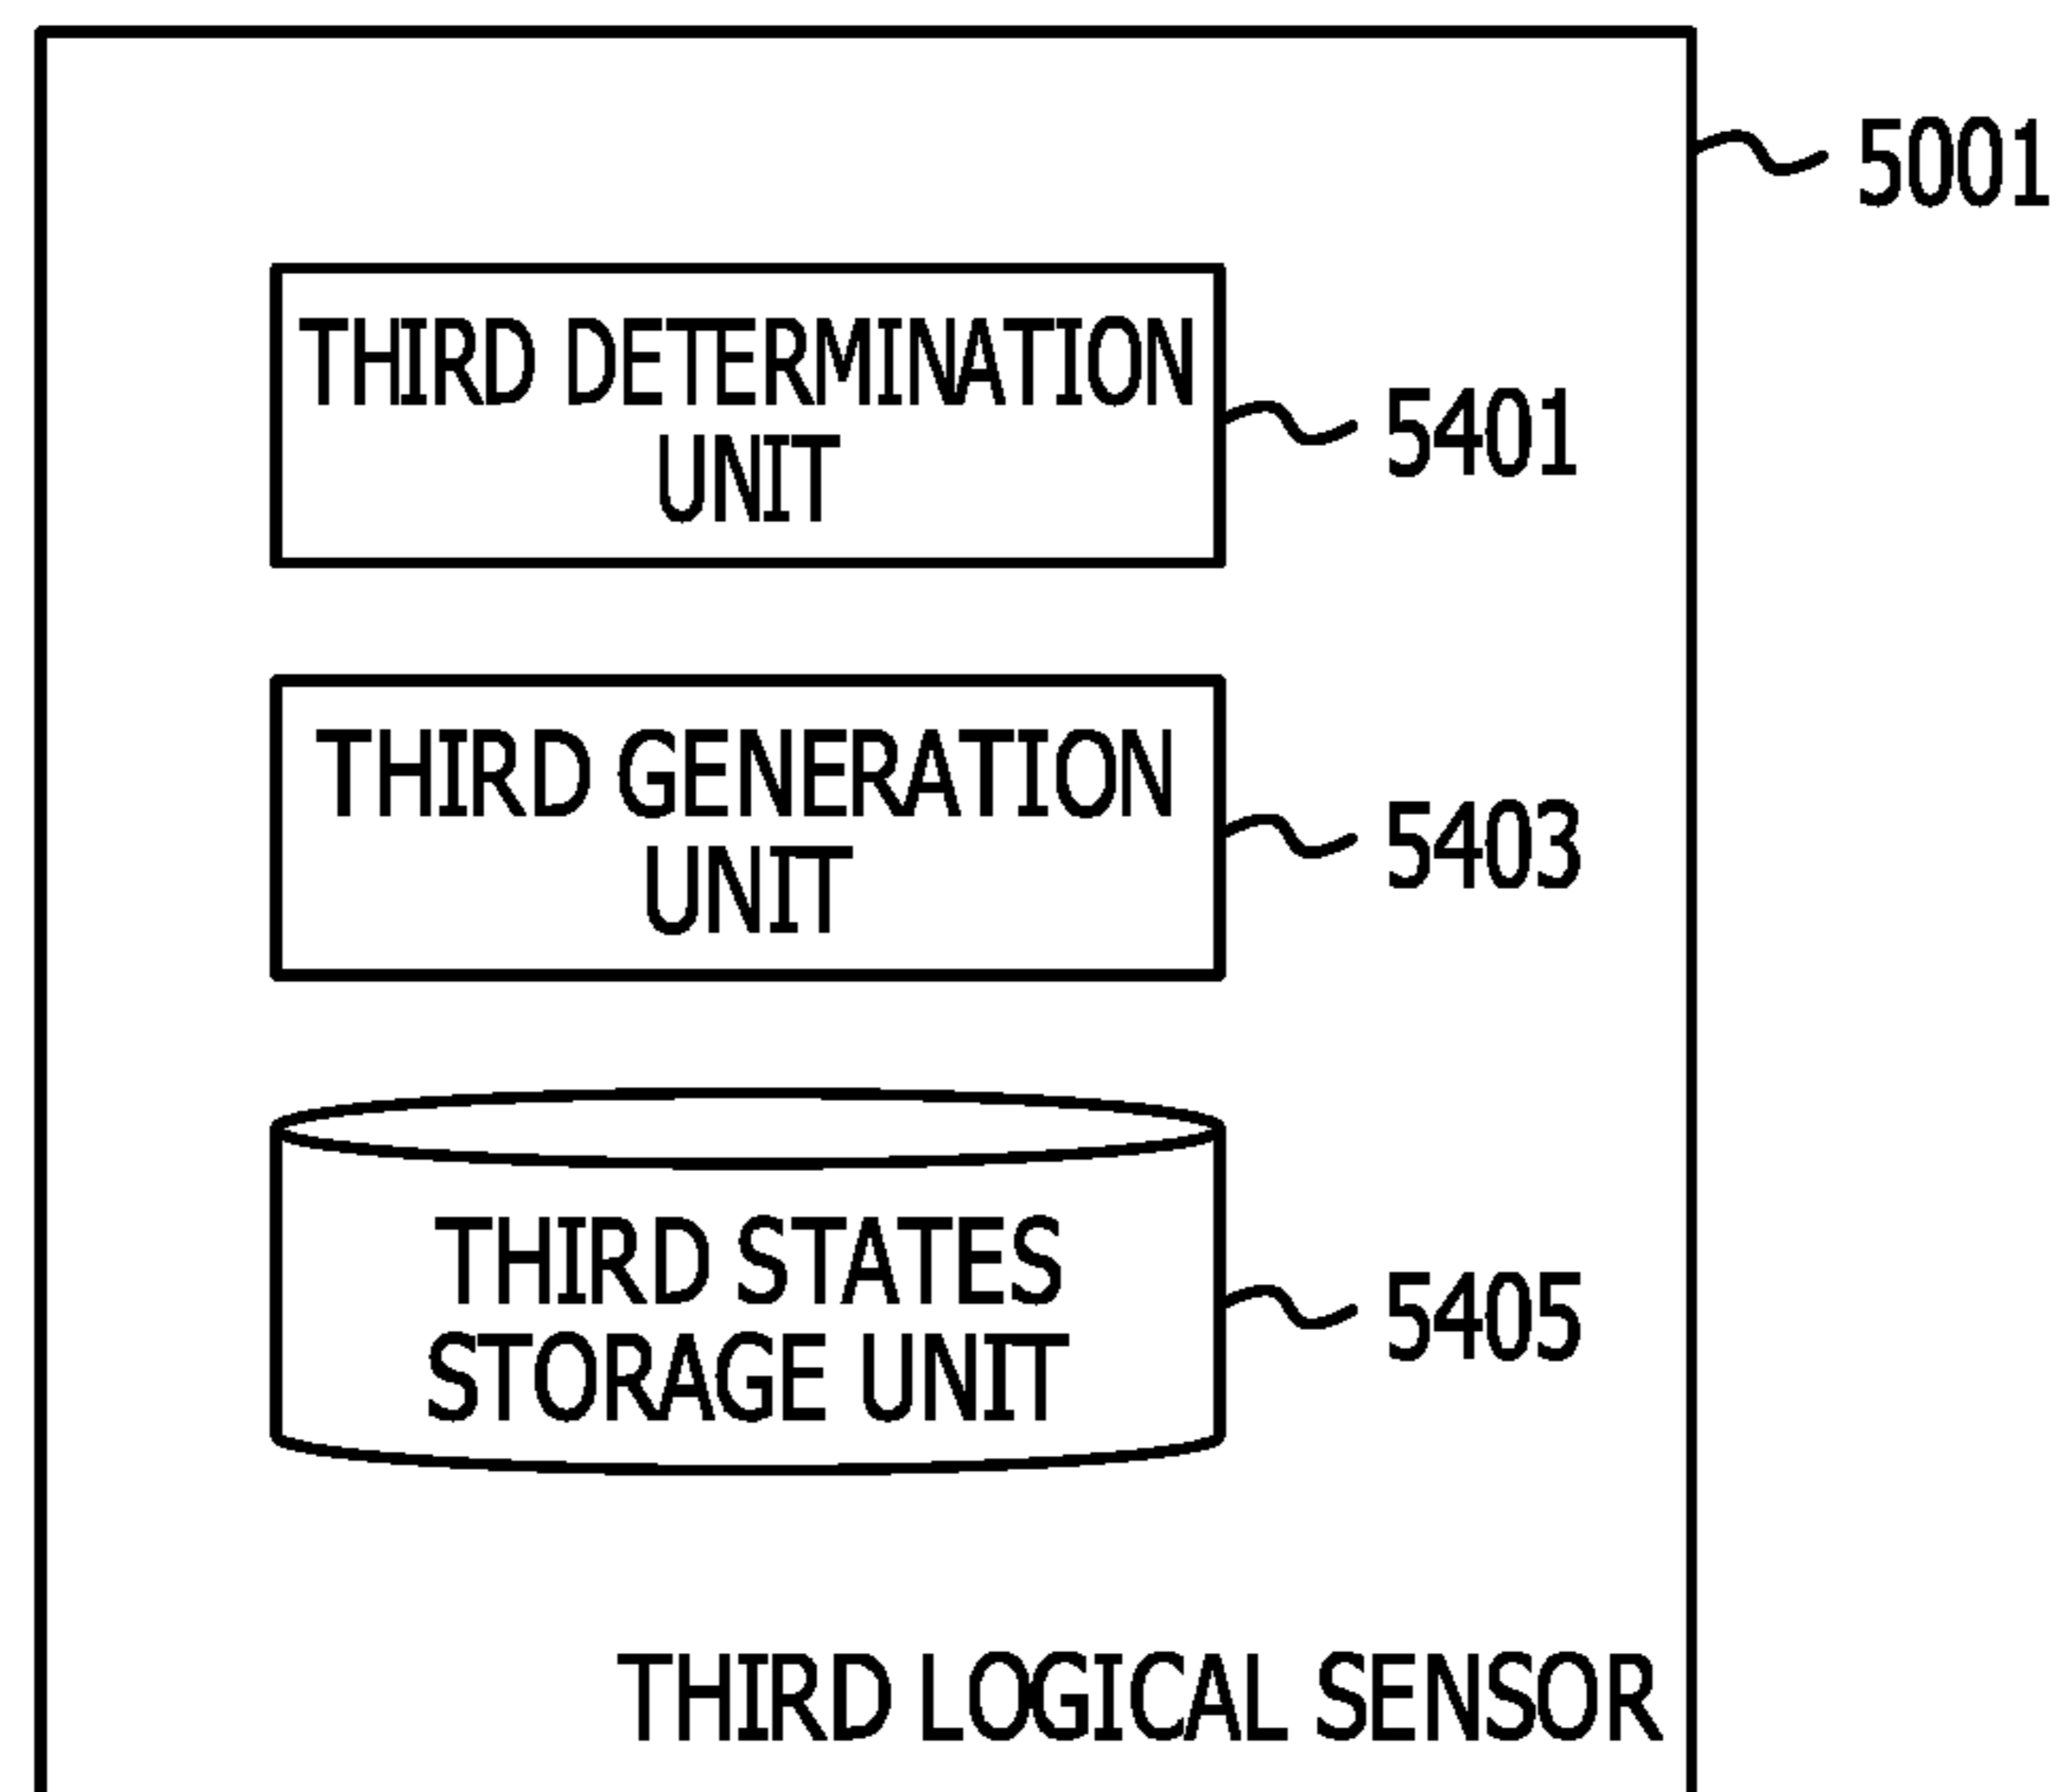 5001
THIRD DETERMINATION
UNIT
5401
THIRD GENERATION
UNIT
5403
THIRD STATES
STORAGE UNIT
5405
THIRD LOGICAL SENSOR